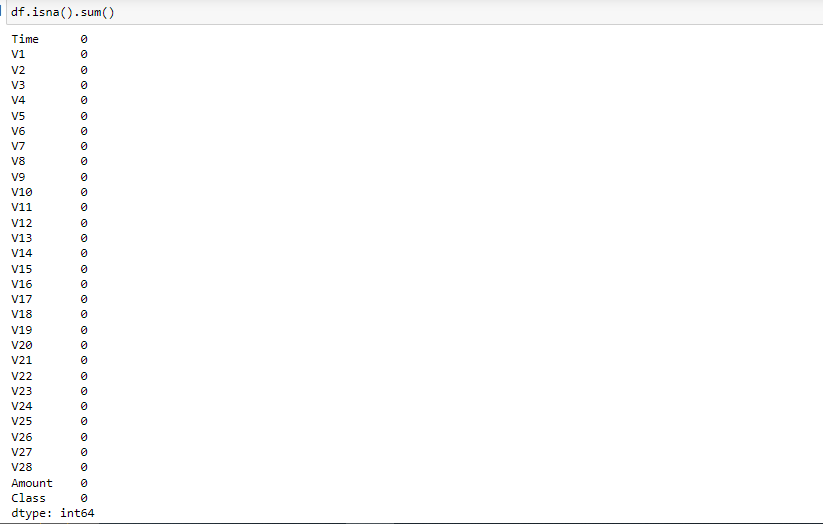 df.isna().sum()
Time 0
V1 0
V2 0
V3 0
V4 0
V5 0
V6 0
V7 0
V8 0
V9 0
V10 0
V11 0
V12 0
V13 0
V14 0
V15 0
V16 0
V17 0
V18 0
V19 0
V20 0
V21 0
V22 0
V23 0
V24 0
V25 0
V26 0
V27 0
V28 0
Amount 0
Class 0
dtype: int64